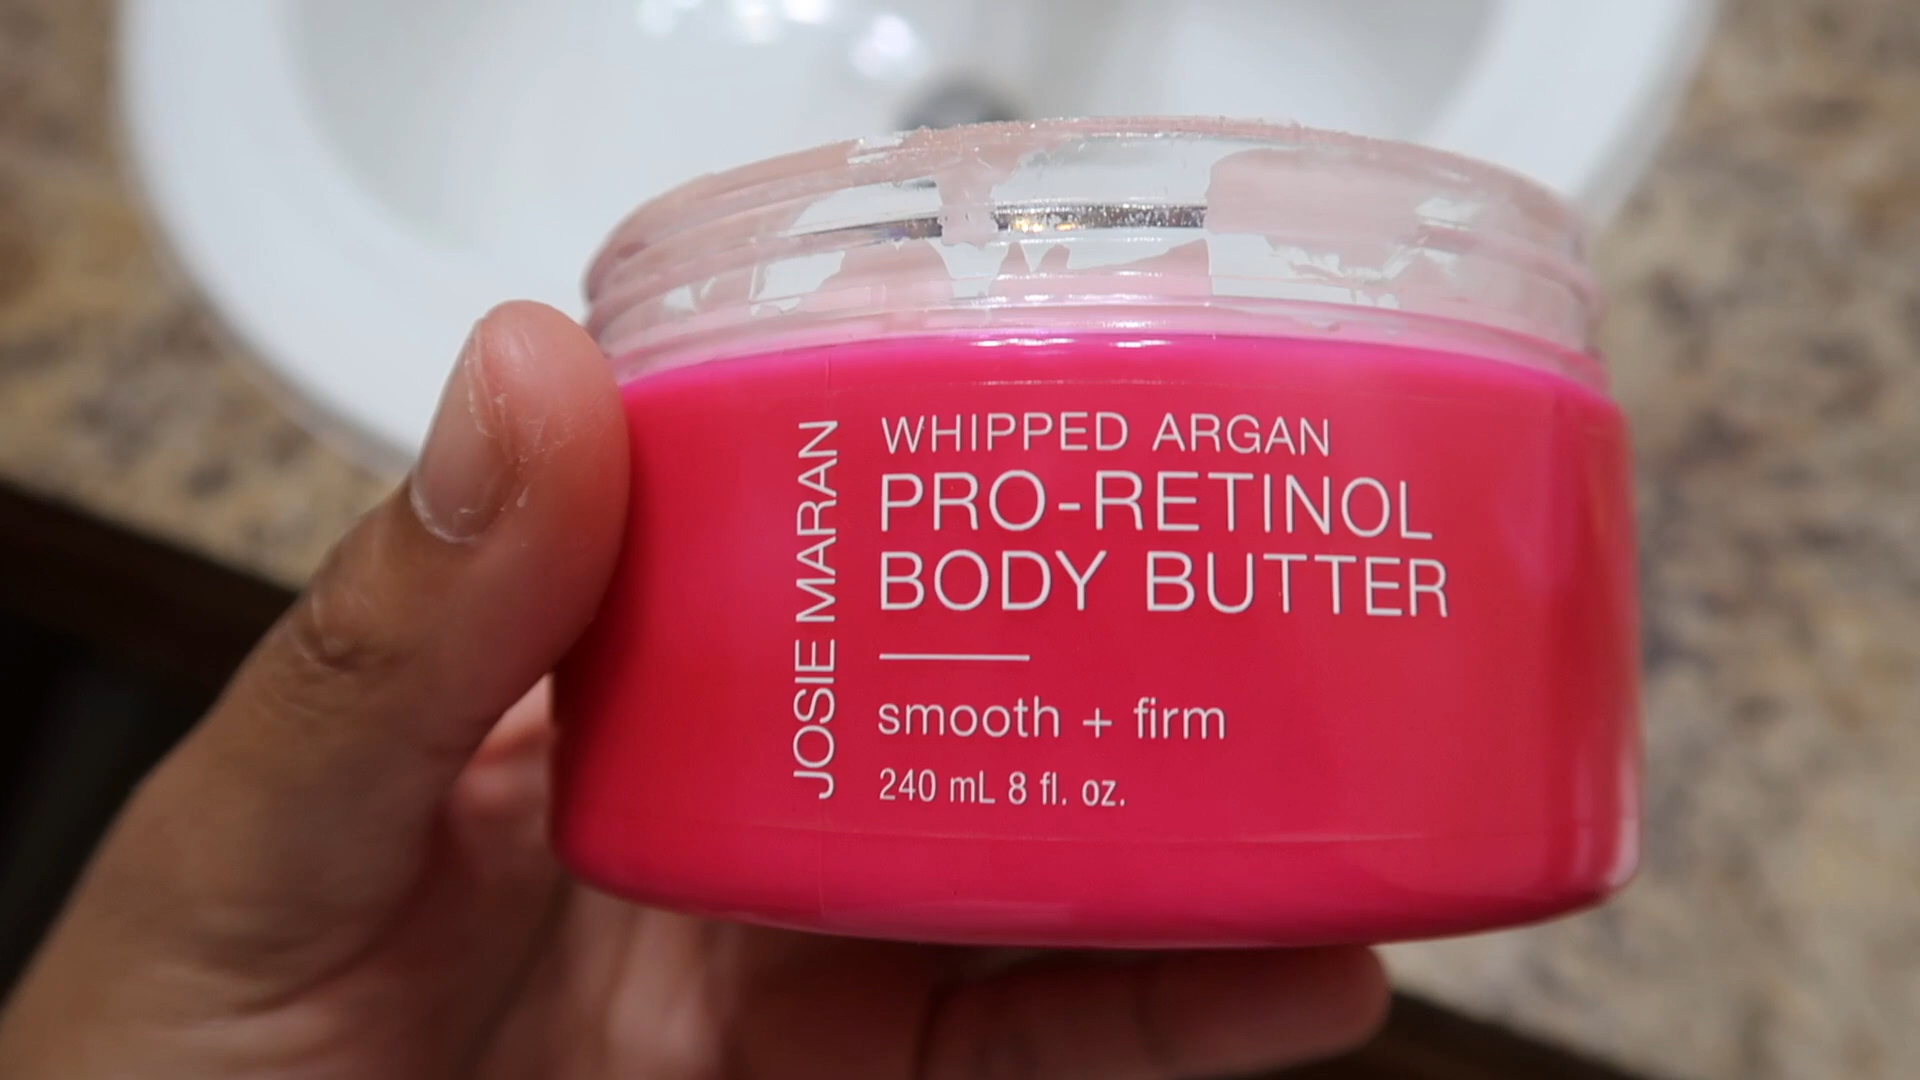 JOSIE MARAN
WHIPPED ARGAN
PRO-RETINOL
BODY BUTTER
smooth + firm
240 mL 8 fl. oz.